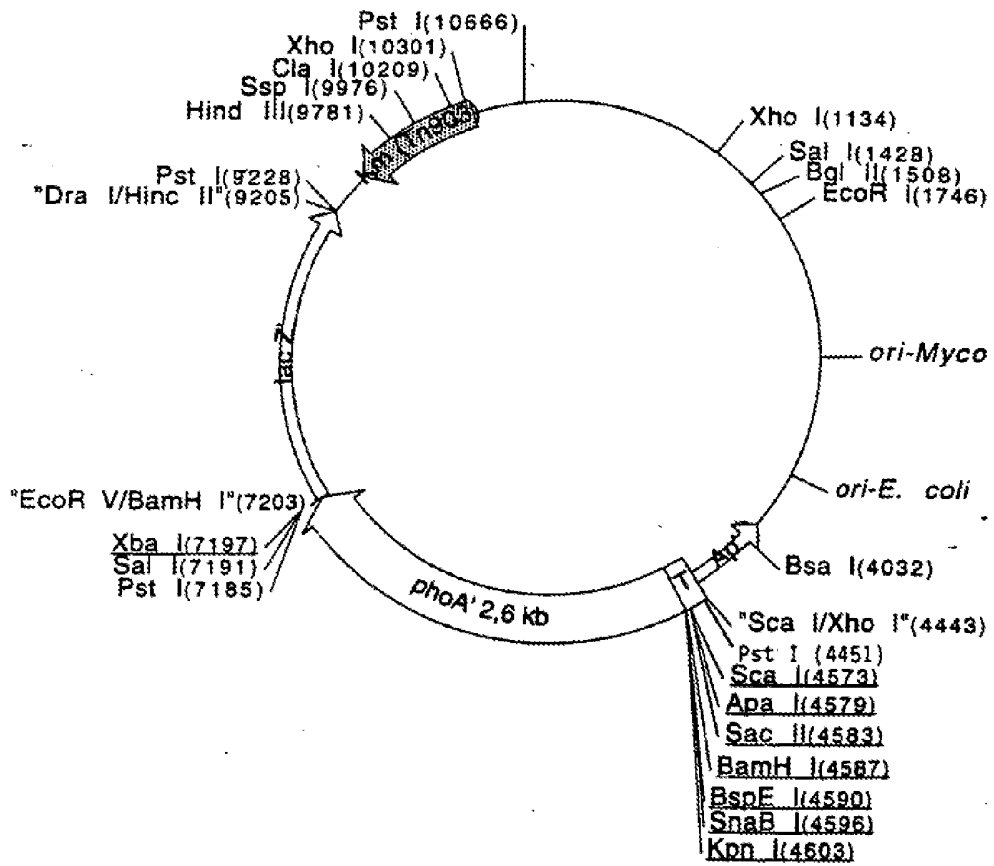 Pst I(10666)
Xho I(10301)
Cla I(10209)
Ssp I(9976)
Hind III(9781)
Pst I(9228)
"Dra I/Hinc II"(9205)
Xho I(1134)
Sal I(1428)
Bgl II(1508)
EcoR I(1746)
ori-Myco
ori-E. coli
Ap
Bsa I(4032)
"Sca I/Xho I"(4443)
Pst I (4451)
Sca I(4573)
Apa I(4579)
Sac II(4583)
BamH I(4587)
BspE I(4590)
SnaB I(4596)
Kpn I(4603)
phoA' 2,6 kb
"EcoR V/BamH I"(7203)
Xba I(7197)
Sal I(7191)
Pst I(7185)